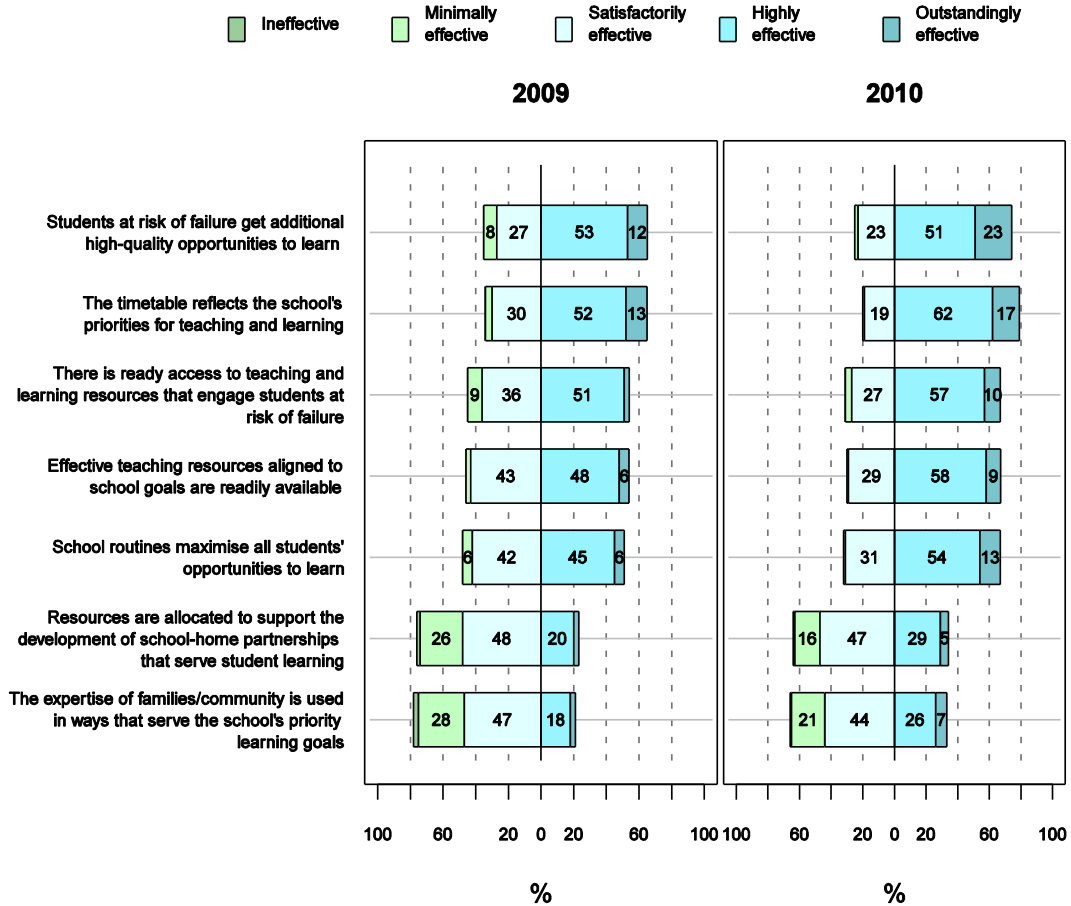 Ineffective
Minimally
effective
Satisfactorily
effective
Highly
effective
Outstandingly
effective
2009
2010
Students at risk of failure get additional
high-quality opportunities to learn
8 27 53 12
23 51 23
The timetable reflects the school's
priorities for teaching and learning
30 52 13
19 62 17
There is ready access to teaching and
learning resources that engage students at
risk of failure
9 36 51
27 57 10
Effective teaching resources aligned to
school goals are readily available
43 48 6
29 58 9
School routines maximise all students'
opportunities to learn
6 42 45 6
31 54 13
Resources are allocated to support the
development of school-home partnerships
that serve student learning
26 48 20
16 47 29 5
The expertise of families/community is used
in ways that serve the school's priority
learning goals
28 47 18
21 44 26 7
100 60 20 0 20 60 100
100 60 20 0 20 60 100
%
%